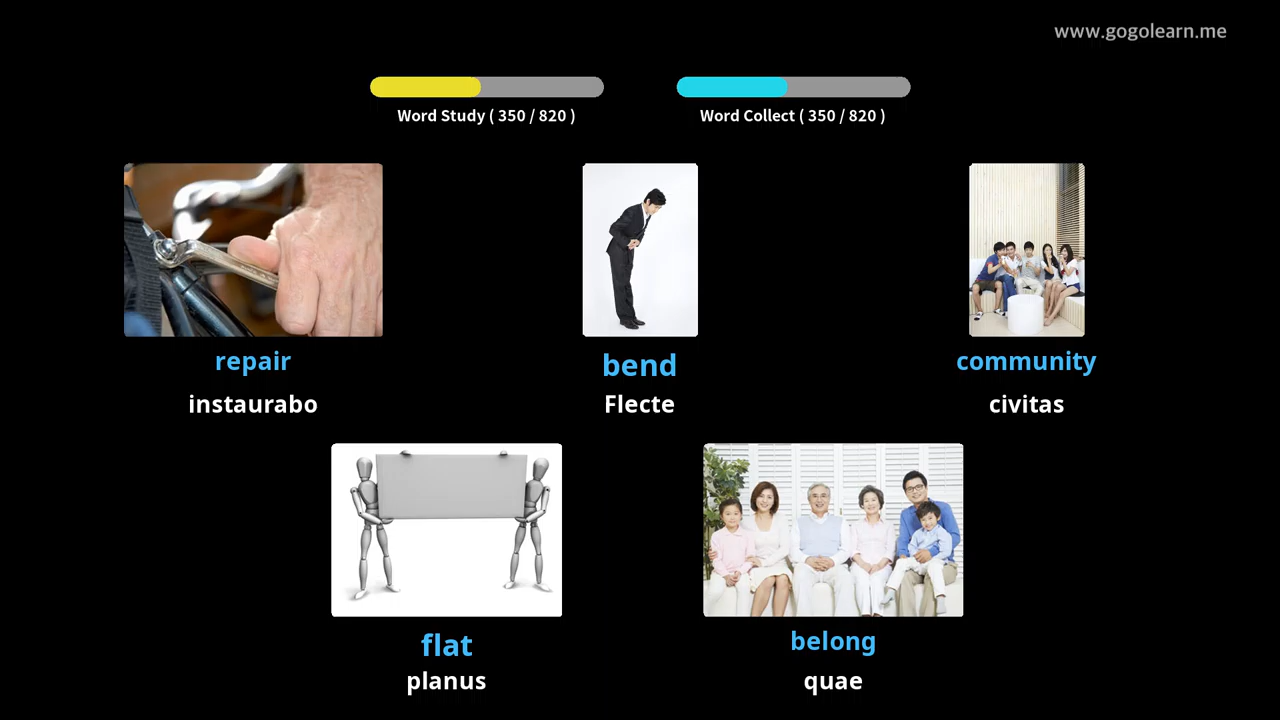 www.gogolearn.me
Word Study ( 350 / 820 )
Word Collect ( 350 / 820 )
repair
instaurabo
bend
Flecte
community
civitas
flat
planus
belong
quae